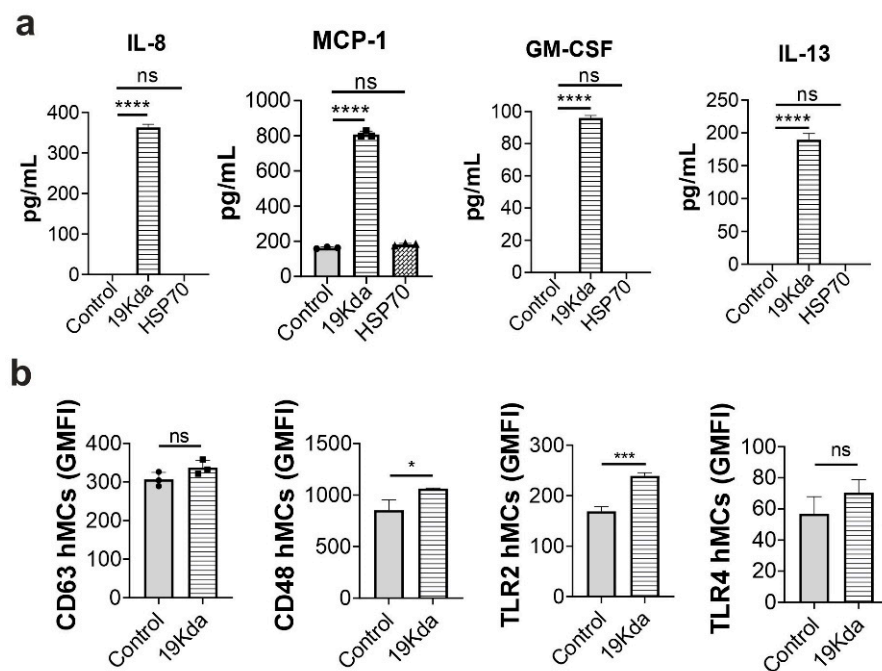 a
IL-8
ns
****
pg/mL
400
300
200
100
0
Control
19Kda
HSP70
MCP-1
ns
****
pg/mL
1000
800
600
400
200
0
Control
19Kda
HSP70
GM-CSF
ns
****
pg/mL
100
80
60
40
20
0
Control
19Kda
HSP70
IL-13
ns
****
pg/mL
250
200
150
100
50
0
Control
19Kda
HSP70
b
CD63 hMCs (GMFI)
400
300
200
100
0
ns
Control
19Kda
CD48 hMCs (GMFI)
1500
1000
500
0
*
Control
19Kda
TLR2 hMCs (GMFI)
300
200
100
0
***
Control
19Kda
TLR4 hMCs (GMFI)
80
60
40
20
0
ns
Control
19Kda